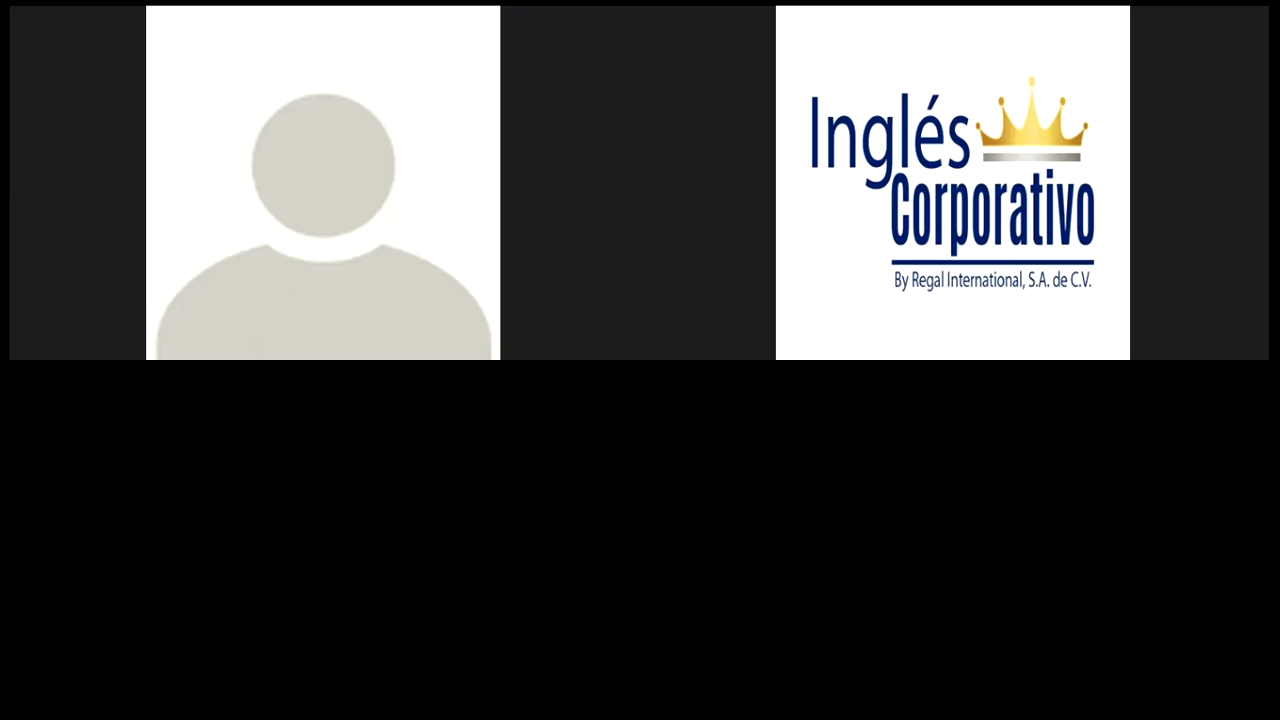 Inglés
Corporativo
By Regal International, S.A. de C.V.